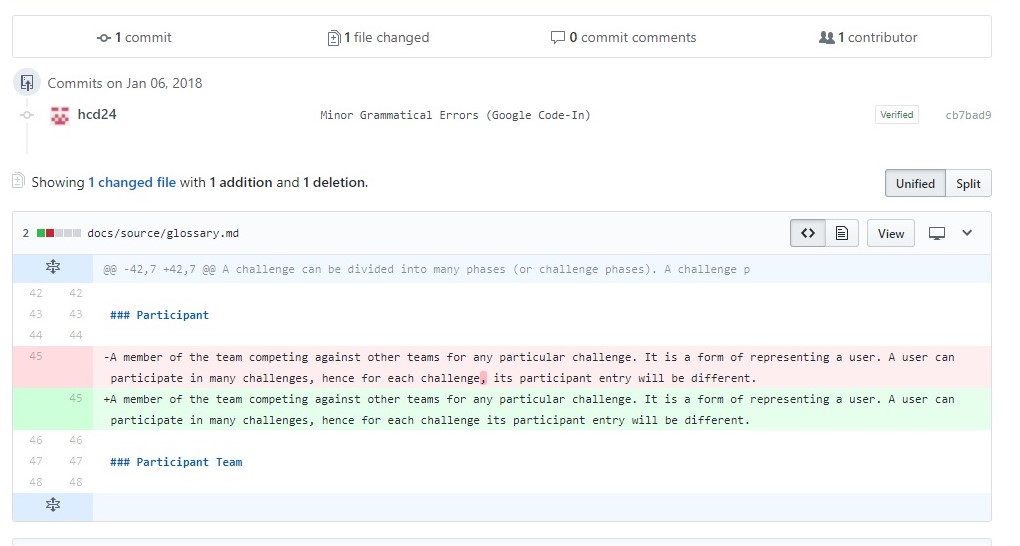 1 commit 1 file changed 0 commit comments 1 contributor
Commits on Jan 06, 2018
hcd24 Minor Grammatical Errors (Google Code-In) Verified cb7bad9
Showing 1 changed file with 1 addition and 1 deletion. Unified Split
2 docs/source/glossary.md <> View
@@ -42,7 +42,7 @@ A challenge can be divided into many phases (or challenge phases). A challenge p
42 42
43 43 ### Participant
44 44
45 -A member of the team competing against other teams for any particular challenge. It is a form of representing a user. A user can
participate in many challenges, hence for each challenge, its participant entry will be different.
45 +A member of the team competing against other teams for any particular challenge. It is a form of representing a user. A user can
participate in many challenges, hence for each challenge its participant entry will be different.
46 46
47 47 ### Participant Team
48 48